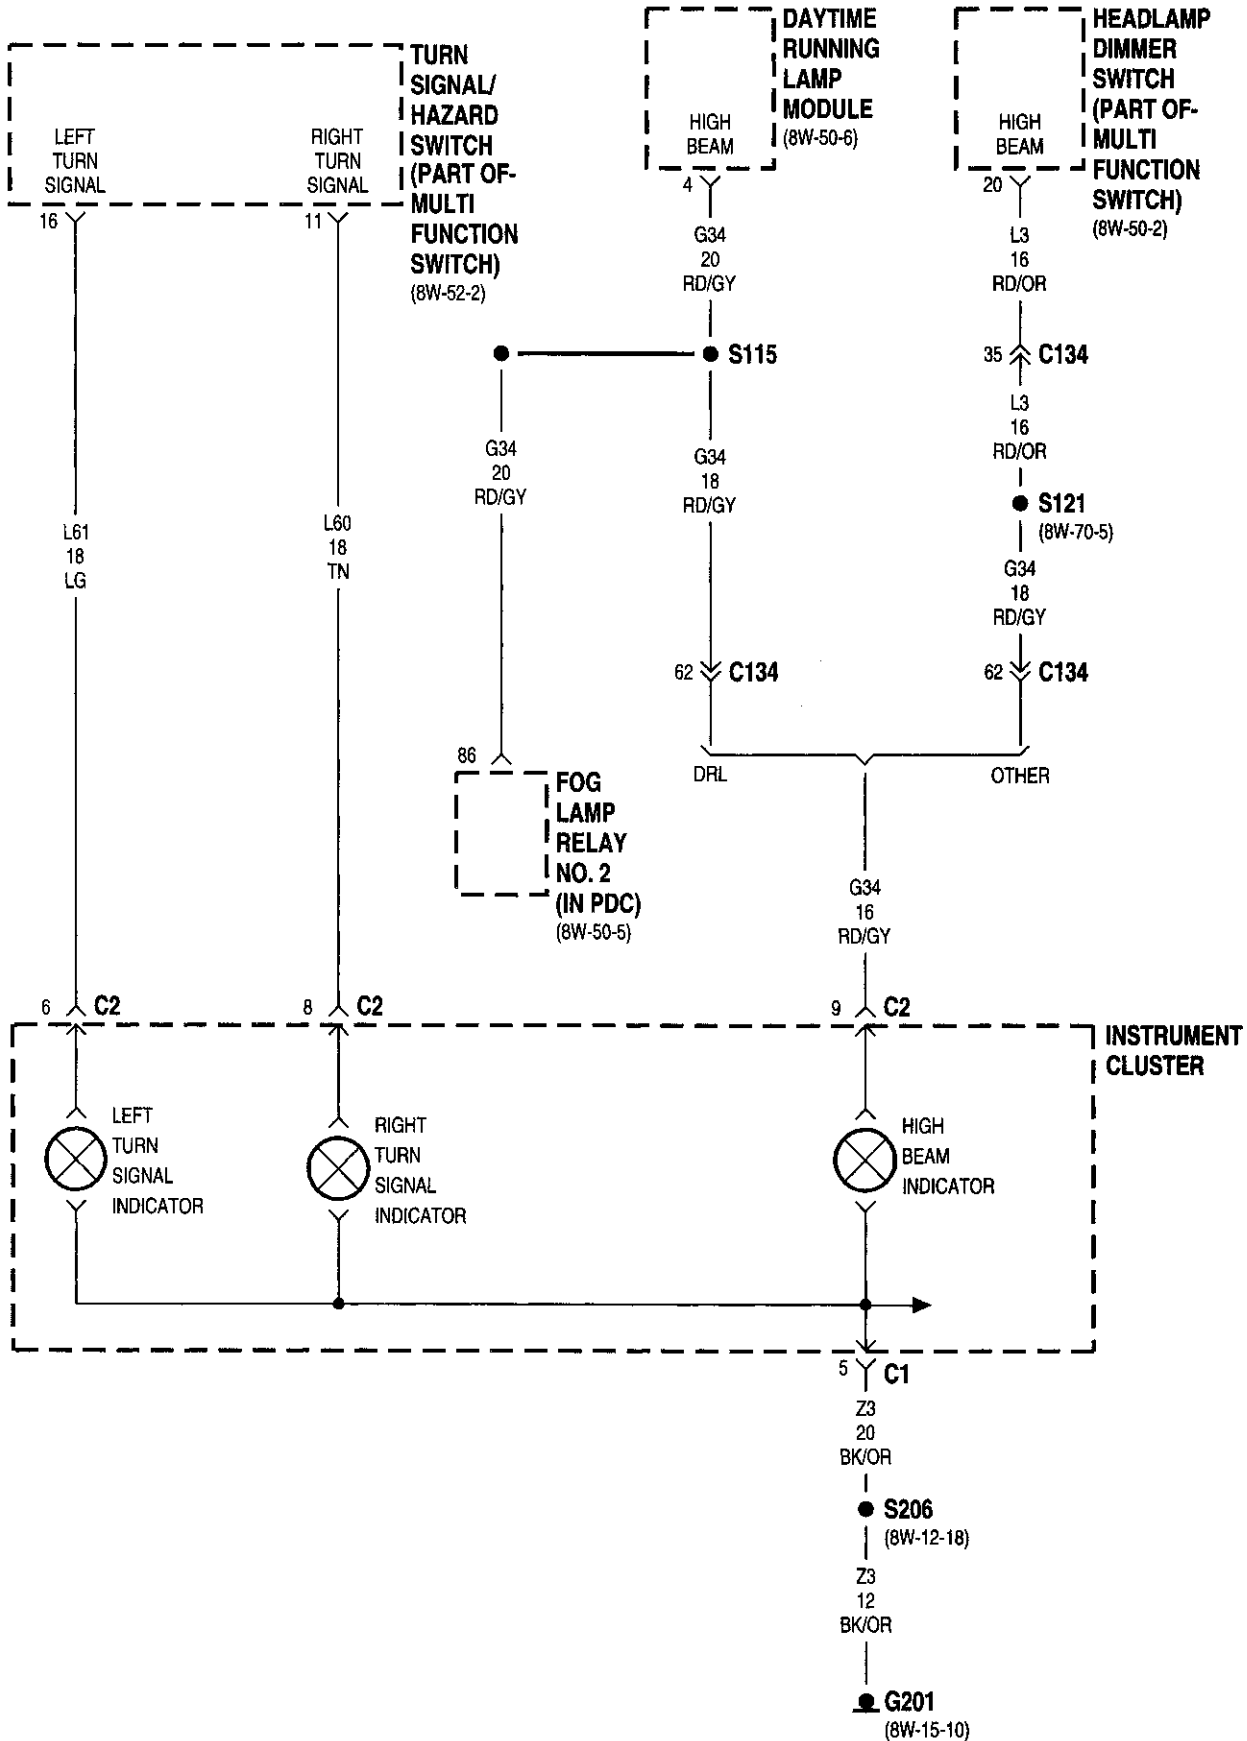 TURN
SIGNAL/
HAZARD
SWITCH
(PART OF-
MULTI
FUNCTION
SWITCH)
(8W-52-2)
LEFT
TURN
SIGNAL
RIGHT
TURN
SIGNAL
16
11
DAYTIME
RUNNING
LAMP
MODULE
(8W-50-6)
HIGH
BEAM
4
HEADLAMP
DIMMER
SWITCH
(PART OF-
MULTI
FUNCTION
SWITCH)
(8W-50-2)
HIGH
BEAM
20
G34
20
RD/GY
L3
16
RD/OR
S115
35 C134
L3
16
RD/OR
G34
20
RD/GY
G34
18
RD/GY
S121
(8W-70-5)
L61
18
LG
L60
18
TN
G34
18
RD/GY
62 C134
62 C134
DRL
OTHER
86
FOG
LAMP
RELAY
NO. 2
(IN PDC)
(8W-50-5)
G34
16
RD/GY
6 C2
8 C2
9 C2
INSTRUMENT
CLUSTER
LEFT
TURN
SIGNAL
INDICATOR
RIGHT
TURN
SIGNAL
INDICATOR
HIGH
BEAM
INDICATOR
5 C1
Z3
20
BK/OR
S206
(8W-12-18)
Z3
12
BK/OR
G201
(8W-15-10)